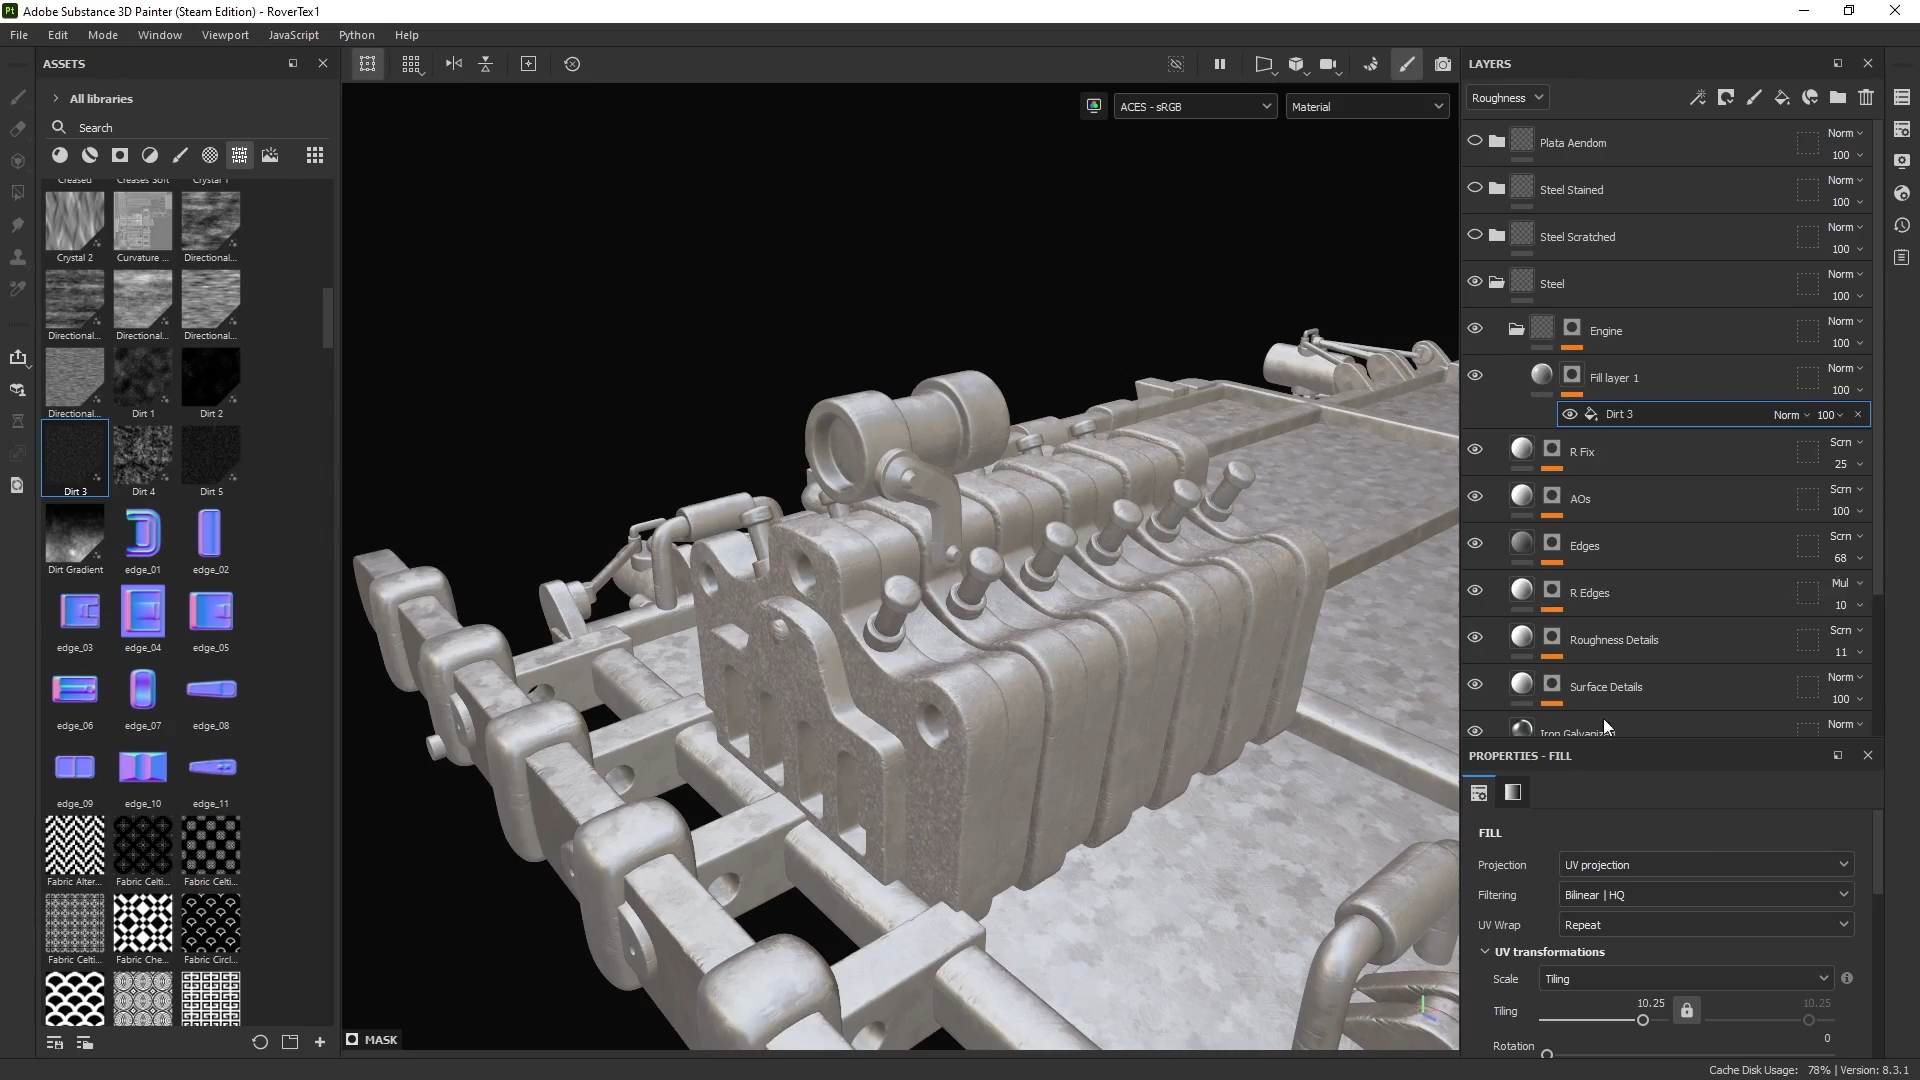 Adobe Substance 3D Painter (Steam Edition) - RoverTex1
File Edit Mode Window Viewport JavaScript Python Help
ASSETS
All libraries
Search
Creased Creases Soft Crystal 1
Crystal 2 Curvature ... Directional...
Directional... Directional... Directional...
Directional... Dirt 1 Dirt 2
Dirt 3 Dirt 4 Dirt 5
Dirt Gradient edge_01 edge_02
edge_03 edge_04 edge_05
edge_06 edge_07 edge_08
edge_09 edge_10 edge_11
Fabric Alter... Fabric Celti... Fabric Celti...
Fabric Celti... Fabric Che... Fabric Circl...
ACES - sRGB
Material
MASK
LAYERS
Roughness
Plata Aendom Norm 100
Steel Stained Norm 100
Steel Scratched Norm 100
Steel Norm 100
Engine Norm 100
Fill layer 1 Norm 100
Dirt 3 Norm 100
R Fix Scrn 25
AOs Scrn 100
Edges Scrn 68
R Edges Mul 10
Roughness Details Scrn 11
Surface Details Norm 100
Iron Galvanized Norm
PROPERTIES - FILL
FILL
Projection UV projection
Filtering Bilinear | HQ
UV Wrap Repeat
UV transformations
Scale Tiling
Tiling 10.25 10.25
Rotation 0
Cache Disk Usage: 78% | Version: 8.3.1